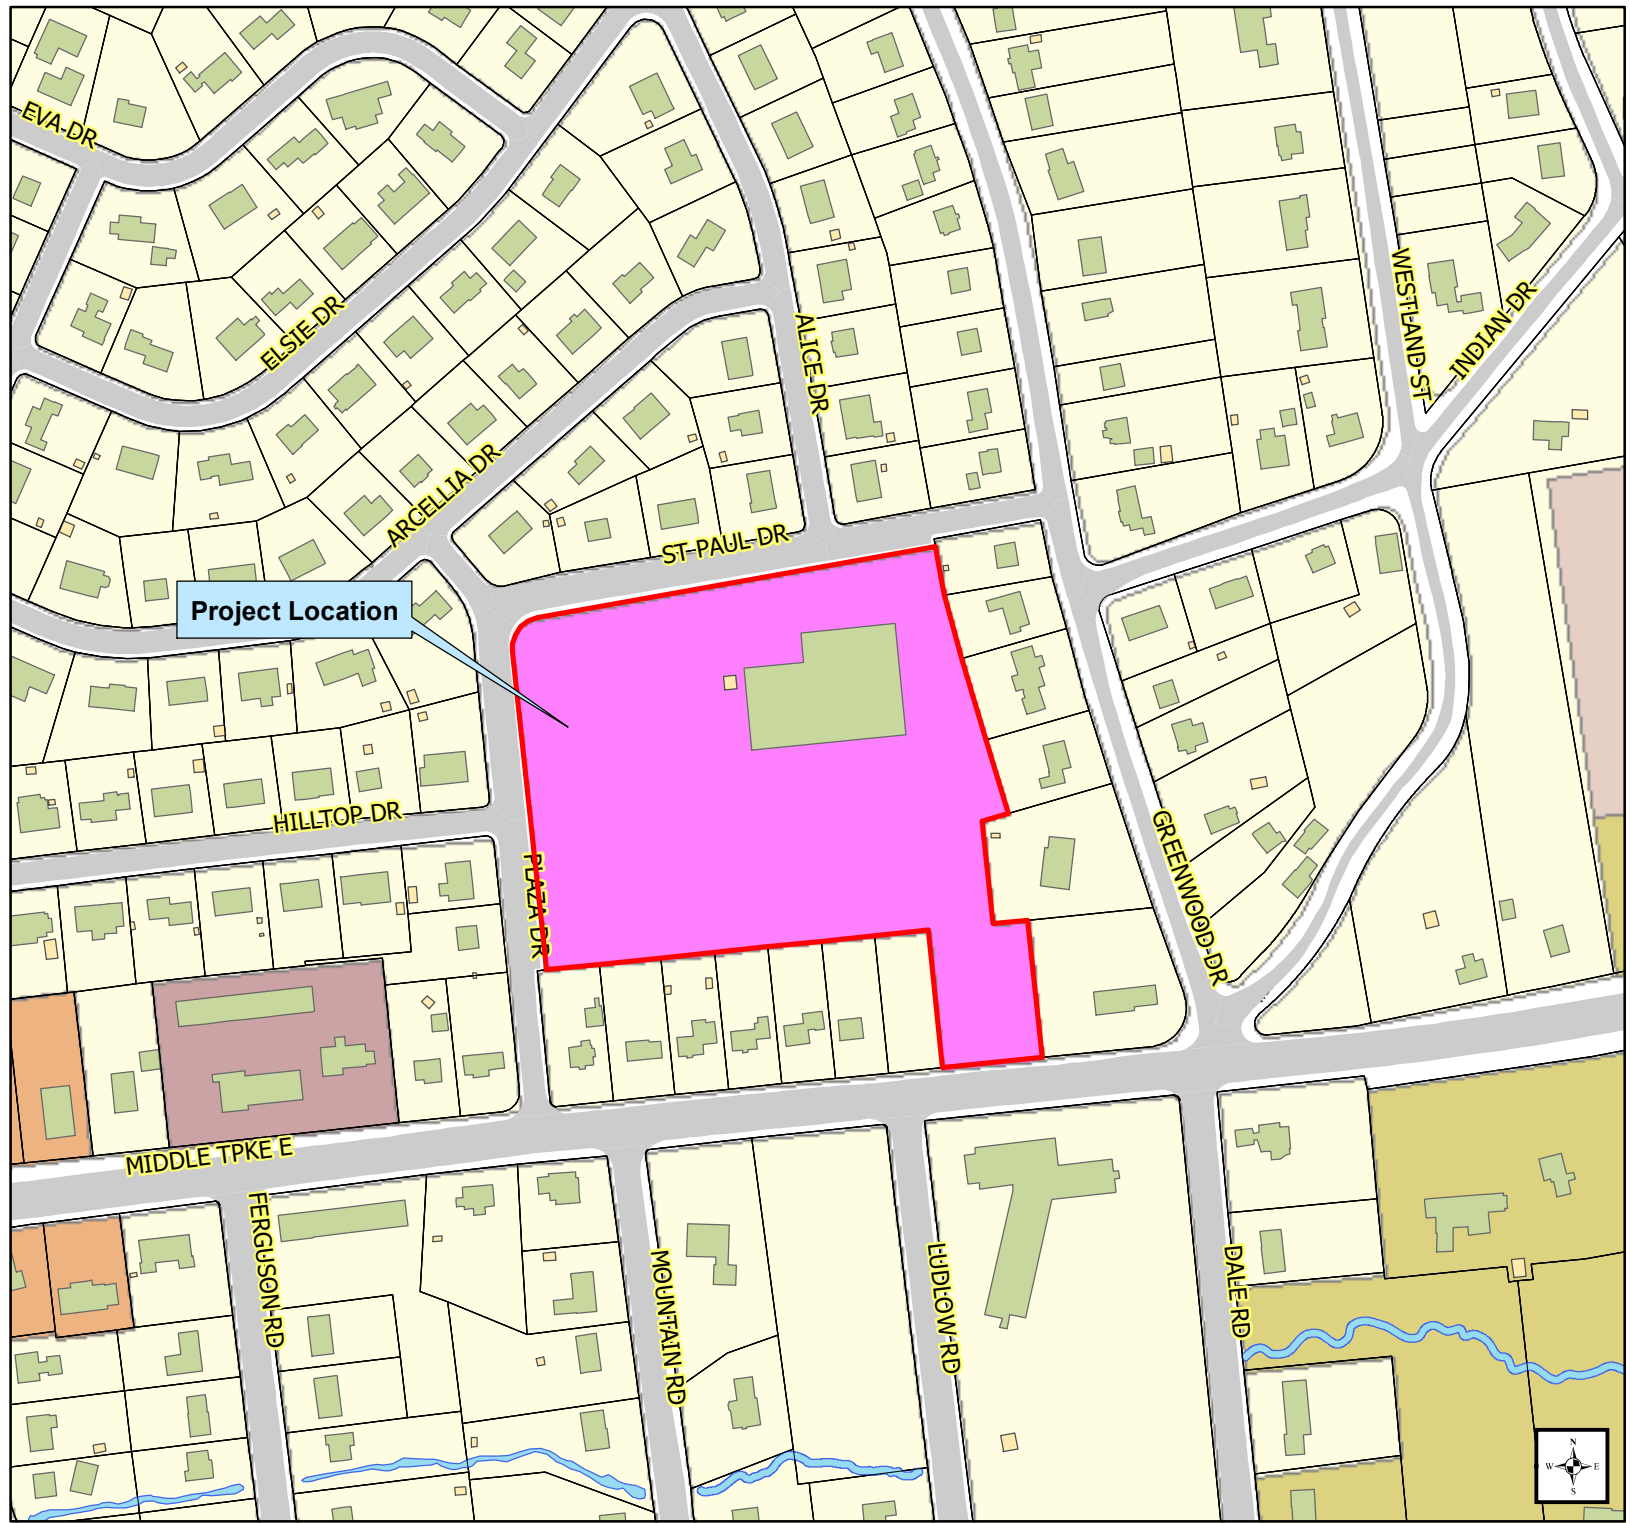 EVA DR
ELSIE DR
WESTLAND ST
INDIAN DR
ALICE DR
ARCELLIA DR
ST PAUL DR
Project Location
HILLTOP DR
PLAZA DR
GREENWOOD DR
MIDDLE TPKE E
FERGUSON RD
MOUNTAIN RD
LUDLOW RD
DALE RD
N
W E
S